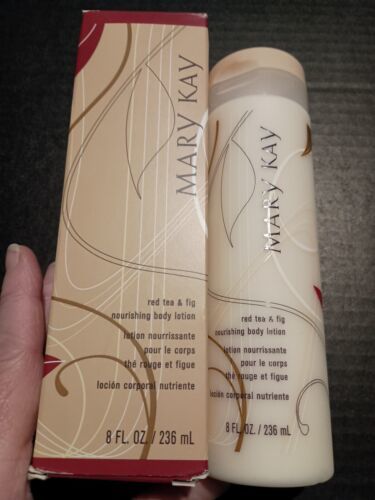 MARY KAY
red tea & fig
nourishing body lotion
lotion nourrissante
pour le corps
thé rouge et figue
loción corporal nutriente
8 FL. OZ. / 236 mL
MARY KAY
red tea & fig
nourishing body lotion
lotion nourrissante
pour le corps
thé rouge et figue
loción corporal nutriente
8 FL. OZ. / 236 mL